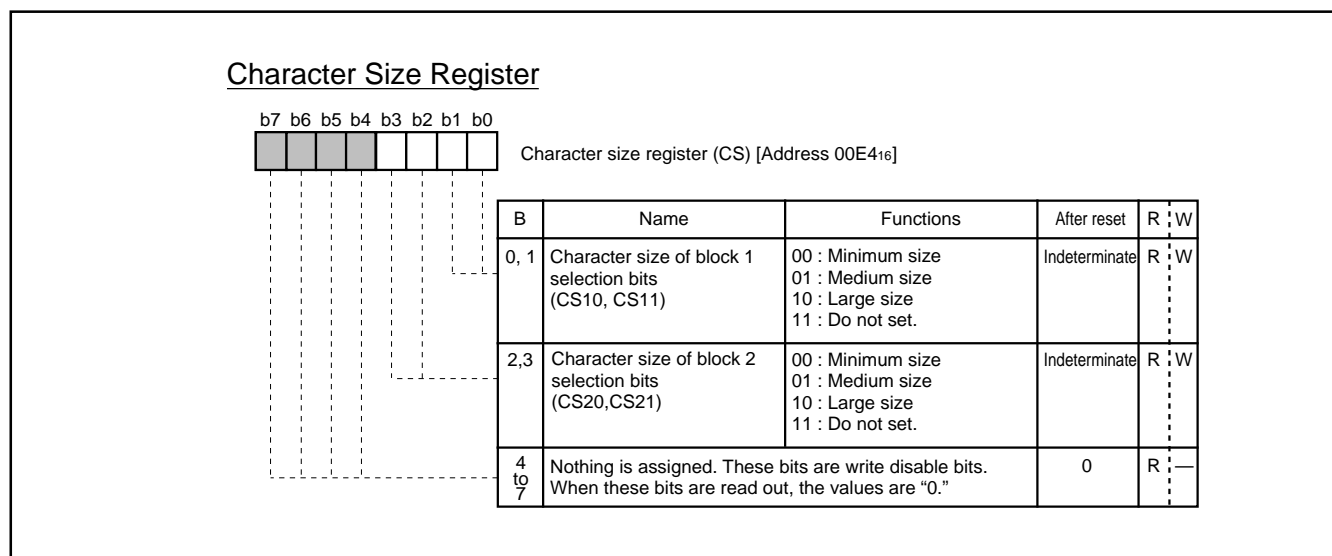 Character Size Register
b7 b6 b5 b4 b3 b2 b1 b0
Character size register (CS) [Address 00E4₁₆]
B Name Functions After reset R W
0, 1 Character size of block 1 00 : Minimum size Indeterminate R W
selection bits 01 : Medium size
(CS10, CS11) 10 : Large size
11 : Do not set.
2,3 Character size of block 2 00 : Minimum size Indeterminate R W
selection bits 01 : Medium size
(CS20,CS21) 10 : Large size
11 : Do not set.
4 to 7 Nothing is assigned. These bits are write disable bits. 0 R —
When these bits are read out, the values are “0.”